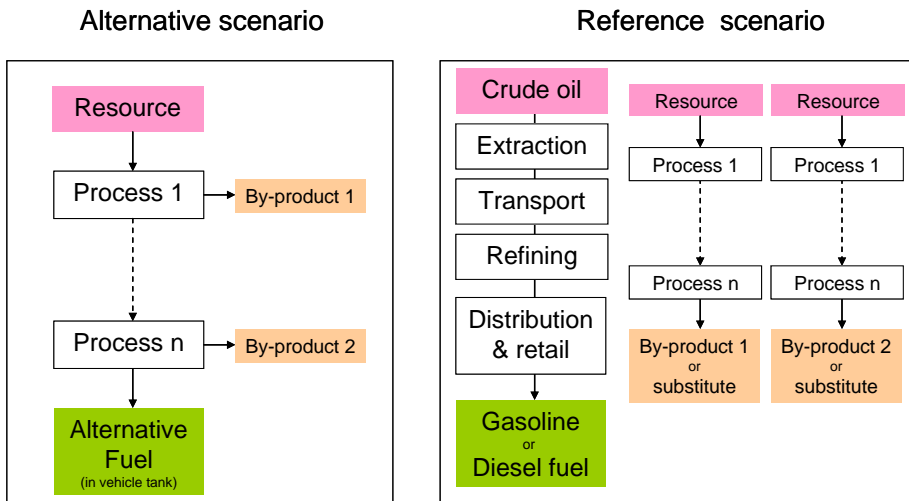 Alternative scenario
Resource
Process 1
By-product 1
Process n
By-product 2
Alternative
Fuel
(in vehicle tank)
Reference scenario
Crude oil
Extraction
Transport
Refining
Distribution
& retail
Gasoline
or
Diesel fuel
Resource
Process 1
Process n
By-product 1
or
substitute
Resource
Process 1
Process n
By-product 2
or
substitute